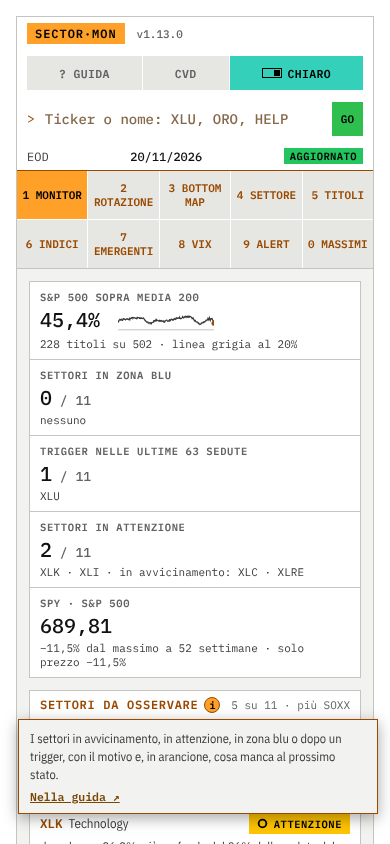 SECTOR·MON v1.13.0
? GUIDA CVD CHIARO
> Ticker o nome: XLU, ORO, HELP GO
EOD 20/11/2026 AGGIORNATO
1 MONITOR 2 ROTAZIONE 3 BOTTOM MAP 4 SETTORE 5 TITOLI
6 INDICI 7 EMERGENTI 8 VIX 9 ALERT 0 MASSIMI
S&P 500 SOPRA MEDIA 200
45,4%
228 titoli su 502 · linea grigia al 20%
SETTORI IN ZONA BLU
0 / 11
nessuno
TRIGGER NELLE ULTIME 63 SEDUTE
1 / 11
XLU
SETTORI IN ATTENZIONE
2 / 11
XLK · XLI · in avvicinamento: XLC · XLRE
SPY · S&P 500
689,81
−11,5% dal massimo a 52 settimane · solo
prezzo −11,5%
SETTORI DA OSSERVARE i 5 su 11 · più SOXX
I settori in avvicinamento, in attenzione, in zona blu o dopo un
trigger, con il motivo e, in arancione, cosa manca al prossimo
stato.
Nella guida ↗
XLK Technology ATTENZIONE